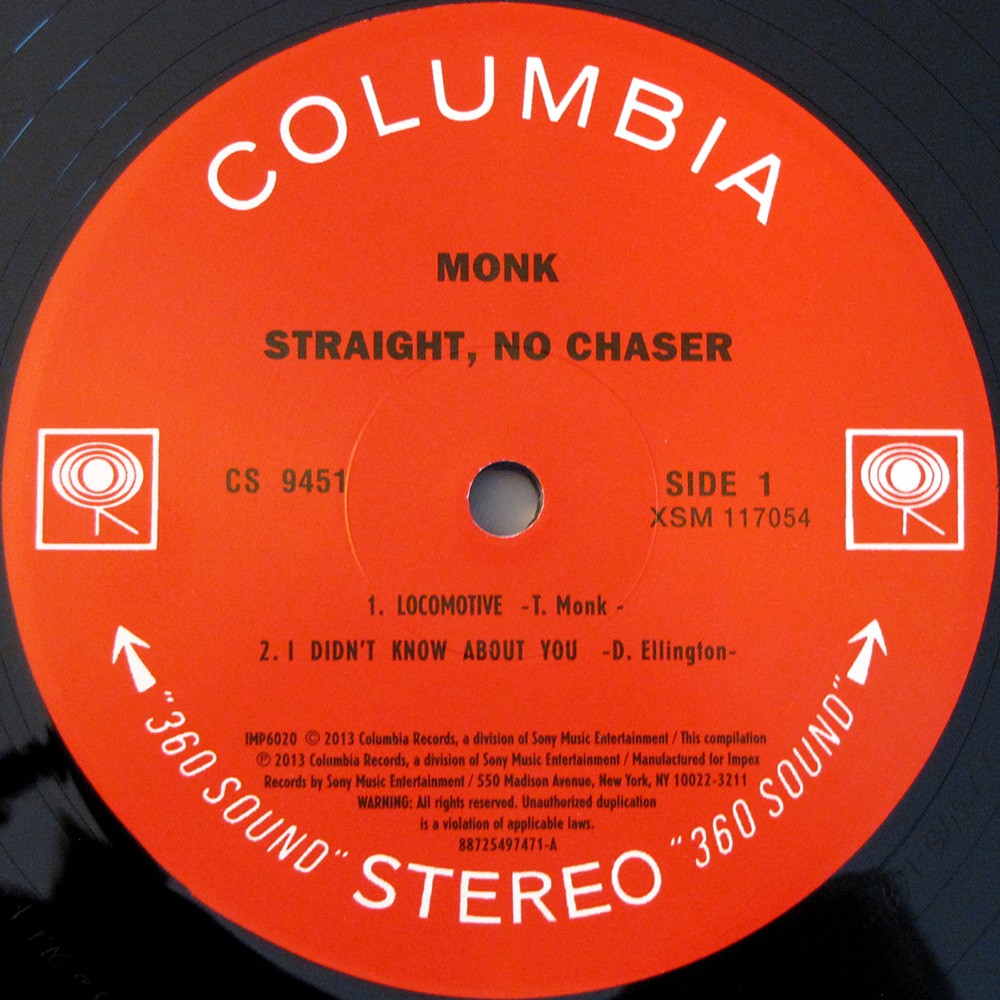 COLUMBIA
MONK
STRAIGHT, NO CHASER
CS 9451
SIDE 1
XSM 117054
1. LOCOMOTIVE -T. Monk -
2. I DIDN'T KNOW ABOUT YOU -D. Ellington-
IMP6020 © 2013 Columbia Records, a division of Sony Music Entertainment / This compilation
℗ 2013 Columbia Records, a division of Sony Music Entertainment / Manufactured for Impex
Records by Sony Music Entertainment / 550 Madison Avenue, New York, NY 10022-3211
WARNING: All rights reserved. Unauthorized duplication
is a violation of applicable laws.
88725497471-A
"360 SOUND" STEREO "360 SOUND"